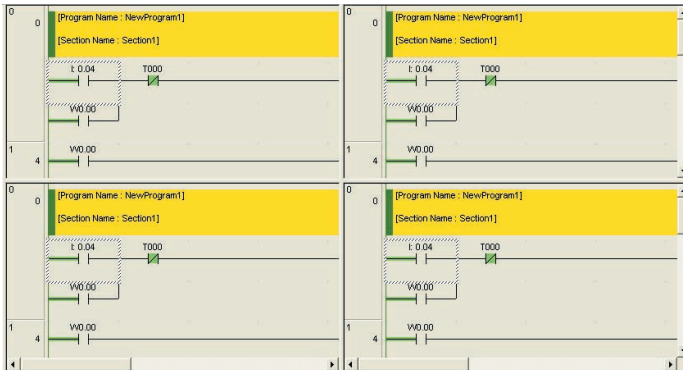 0
0
[Program Name : NewProgram1]
[Section Name : Section1]
I: 0.04 T000
W0.00
1
4
W0.00
0
0
[Program Name : NewProgram1]
[Section Name : Section1]
I: 0.04 T000
W0.00
1
4
W0.00
0
0
[Program Name : NewProgram1]
[Section Name : Section1]
I: 0.04 T000
W0.00
1
4
W0.00
0
0
[Program Name : NewProgram1]
[Section Name : Section1]
I: 0.04 T000
W0.00
1
4
W0.00